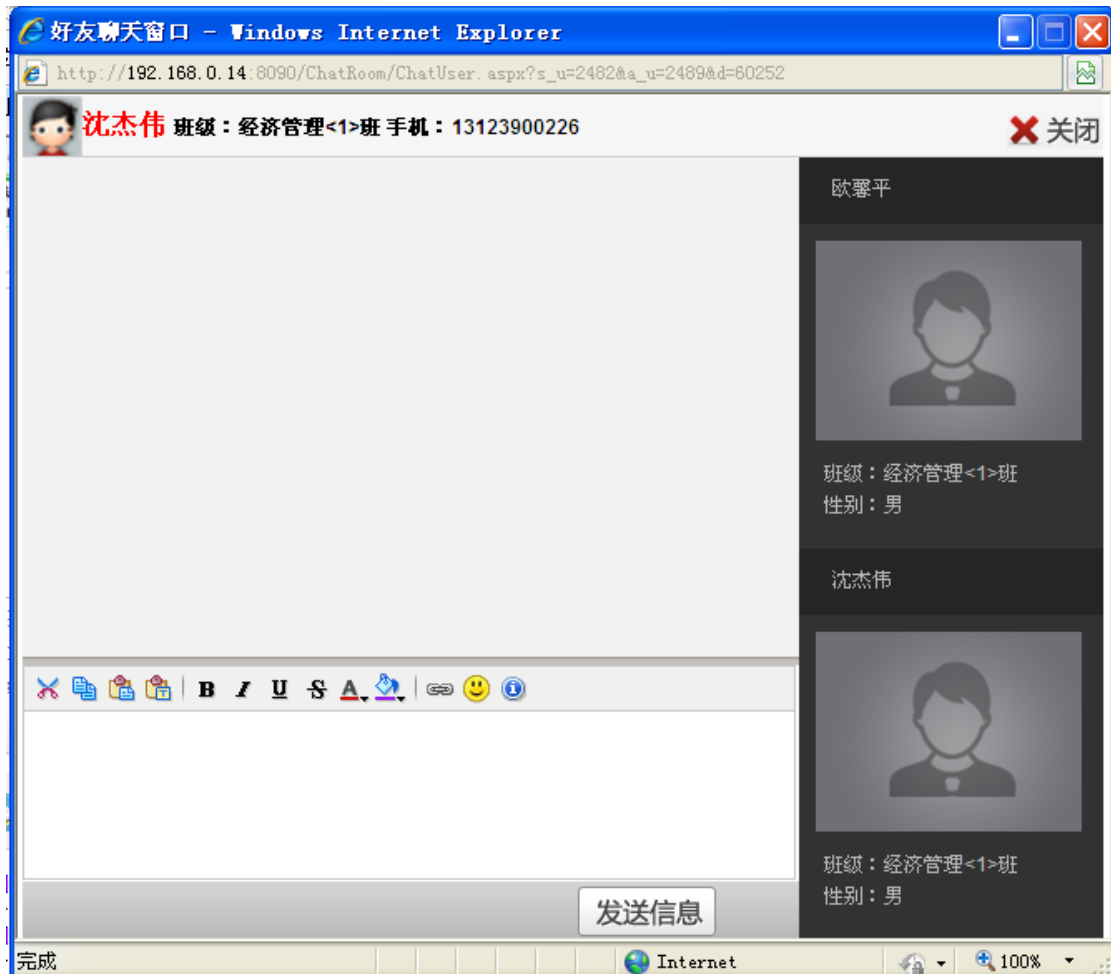 好友聊天窗口 - Windows Internet Explorer
http://192.168.0.14:8090/ChatRoom/ChatUser.aspx?s_u=2482&a_u=2489&d=60252
沈杰伟 班级：经济管理<1>班 手机：13123900226
关闭
欧馨平
班级：经济管理<1>班
性别：男
沈杰伟
班级：经济管理<1>班
性别：男
B I U S A
发送信息
完成
Internet
100%